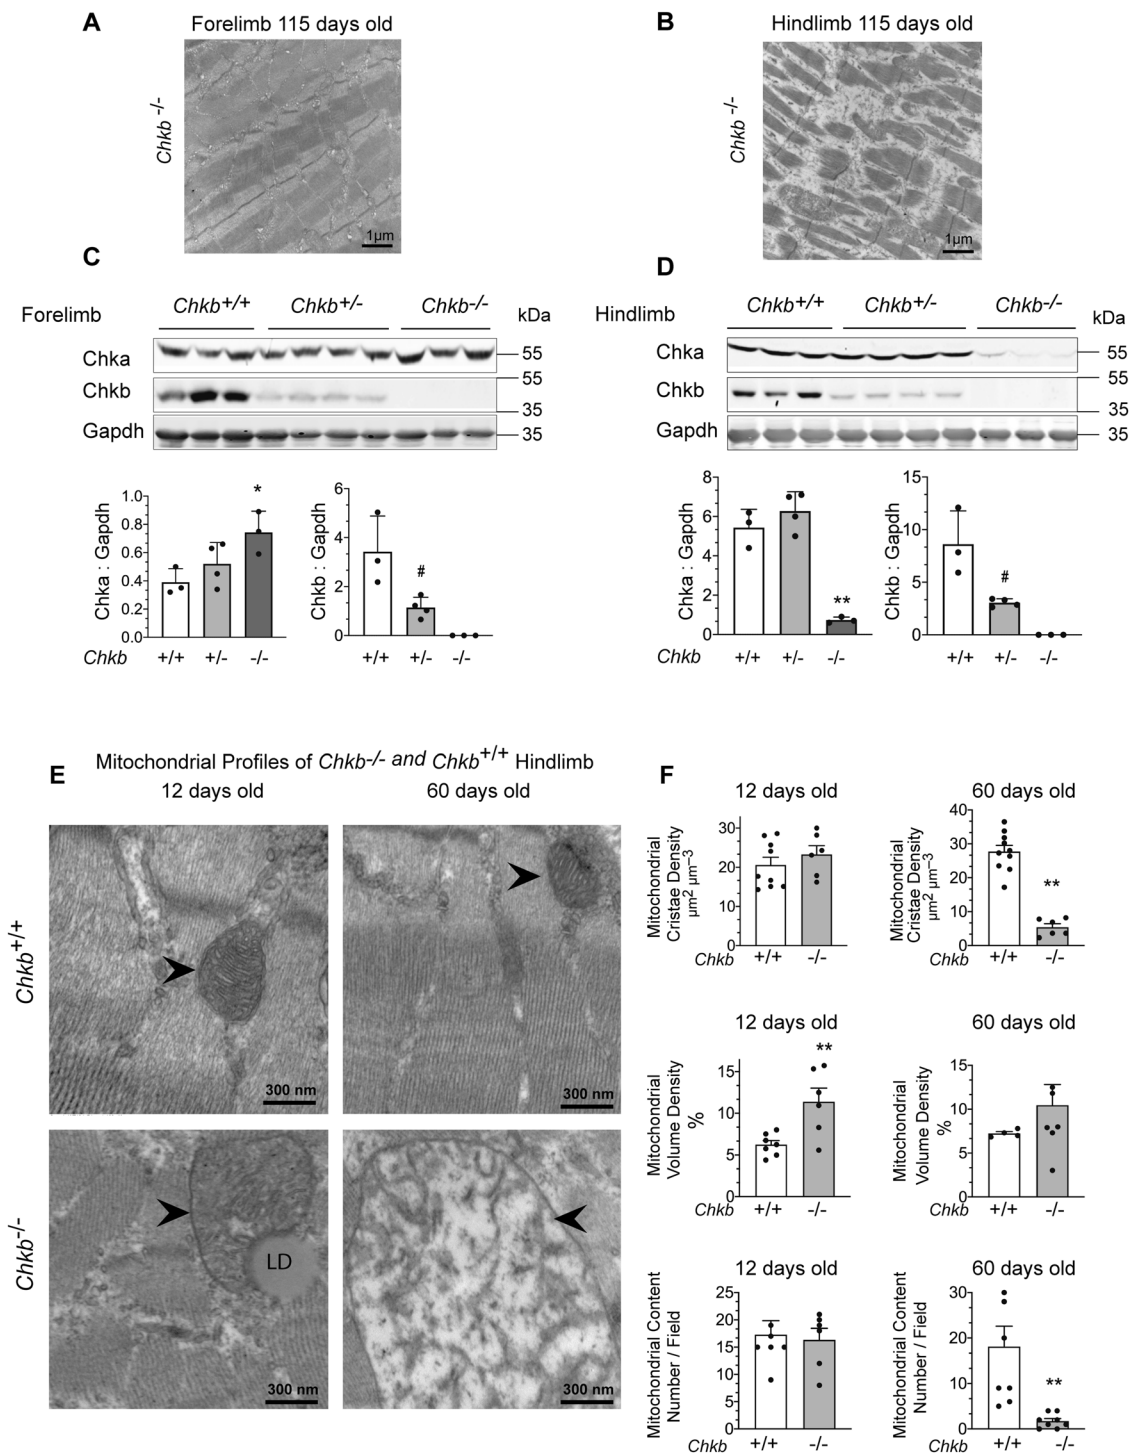 A
Forelimb 115 days old
Chkb -/-
1µm
B
Hindlimb 115 days old
Chkb -/-
1µm
C
Forelimb
Chkb+/+ Chkb+/- Chkb-/-
kDa
Chka
55
Chkb
55
35
Gapdh
35
Chka : Gapdh
1.0
0.8
0.6
0.4
0.2
0.0
*
Chkb +/+ +/- -/-
Chkb : Gapdh
6
4
2
0
#
+/+ +/- -/-
D
Hindlimb
Chkb+/+ Chkb+/- Chkb-/-
kDa
Chka
55
Chkb
55
35
Gapdh
35
Chka : Gapdh
8
6
4
2
0
**
Chkb +/+ +/- -/-
Chkb : Gapdh
15
10
5
0
#
+/+ +/- -/-
E
Mitochondrial Profiles of Chkb-/- and Chkb+/+ Hindlimb
12 days old 60 days old
Chkb+/+
300 nm
300 nm
Chkb-/-
LD
300 nm
300 nm
F
12 days old
Mitochondrial
Cristae Density
µm2 µm–3
30
20
10
0
Chkb +/+ -/-
60 days old
Mitochondrial
Cristae Density
µm2 µm–3
40
30
20
10
0
**
Chkb +/+ -/-
12 days old
Mitochondrial
Volume Density
%
15
10
5
0
**
Chkb +/+ -/-
60 days old
Mitochondrial
Volume Density
%
15
10
5
0
Chkb +/+ -/-
12 days old
Mitochondrial Content
Number / Field
25
20
15
10
5
0
Chkb +/+ -/-
60 days old
Mitochondrial Content
Number / Field
30
20
10
0
**
Chkb +/+ -/-